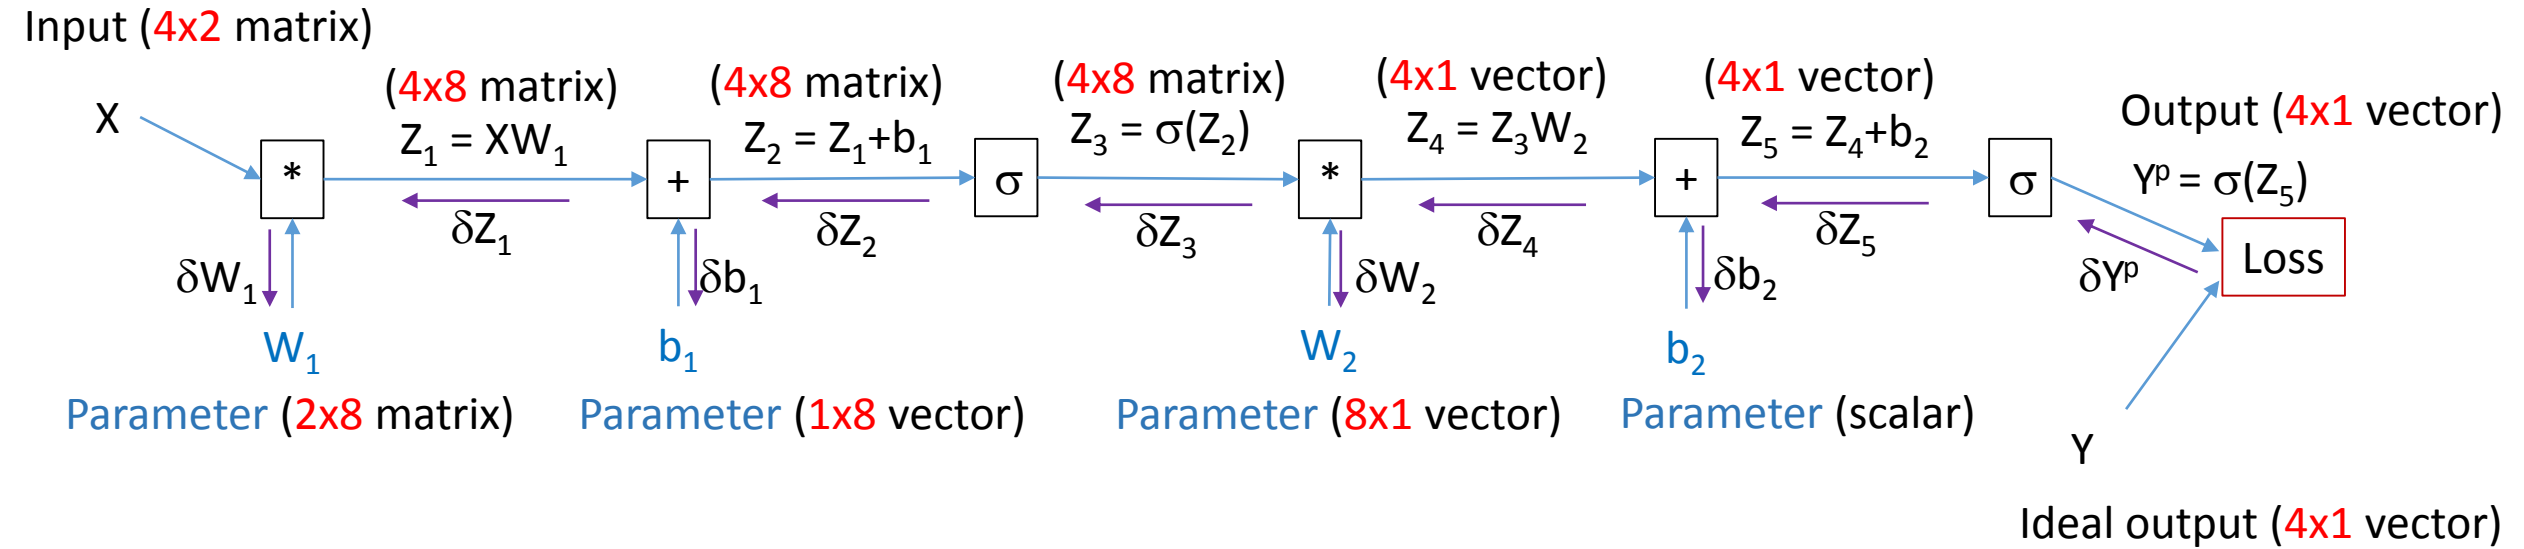 Input (4x2 matrix)
X
*
(4x8 matrix)
Z₁ = XW₁
δZ₁
δW₁
W₁
Parameter (2x8 matrix)
+
(4x8 matrix)
Z₂ = Z₁+b₁
δZ₂
δb₁
b₁
Parameter (1x8 vector)
σ
(4x8 matrix)
Z₃ = σ(Z₂)
δZ₃
*
(4x1 vector)
Z₄ = Z₃W₂
δZ₄
δW₂
W₂
Parameter (8x1 vector)
+
(4x1 vector)
Z₅ = Z₄+b₂
δZ₅
δb₂
b₂
Parameter (scalar)
σ
Output (4x1 vector)
Yᵖ = σ(Z₅)
δYᵖ
Loss
Y
Ideal output (4x1 vector)